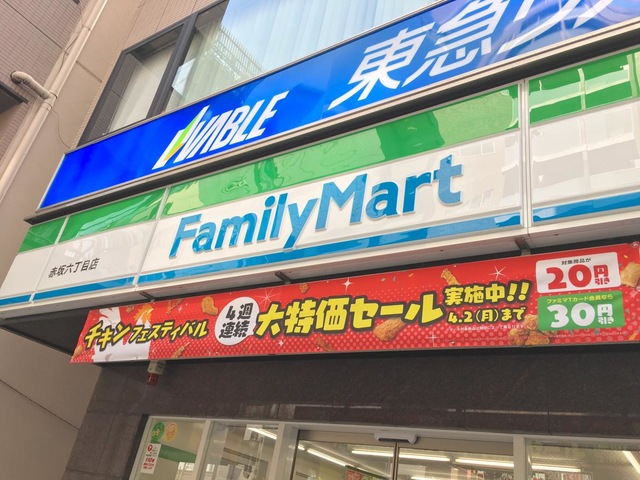 VABLE 東急リ
FamilyMart
赤坂六丁目店
チキンフェスティバル
4週連続
大特価セール
実施中!!
4.2(月)まで
対象商品が
20円引き
ファミマTカード会員なら
30円引き